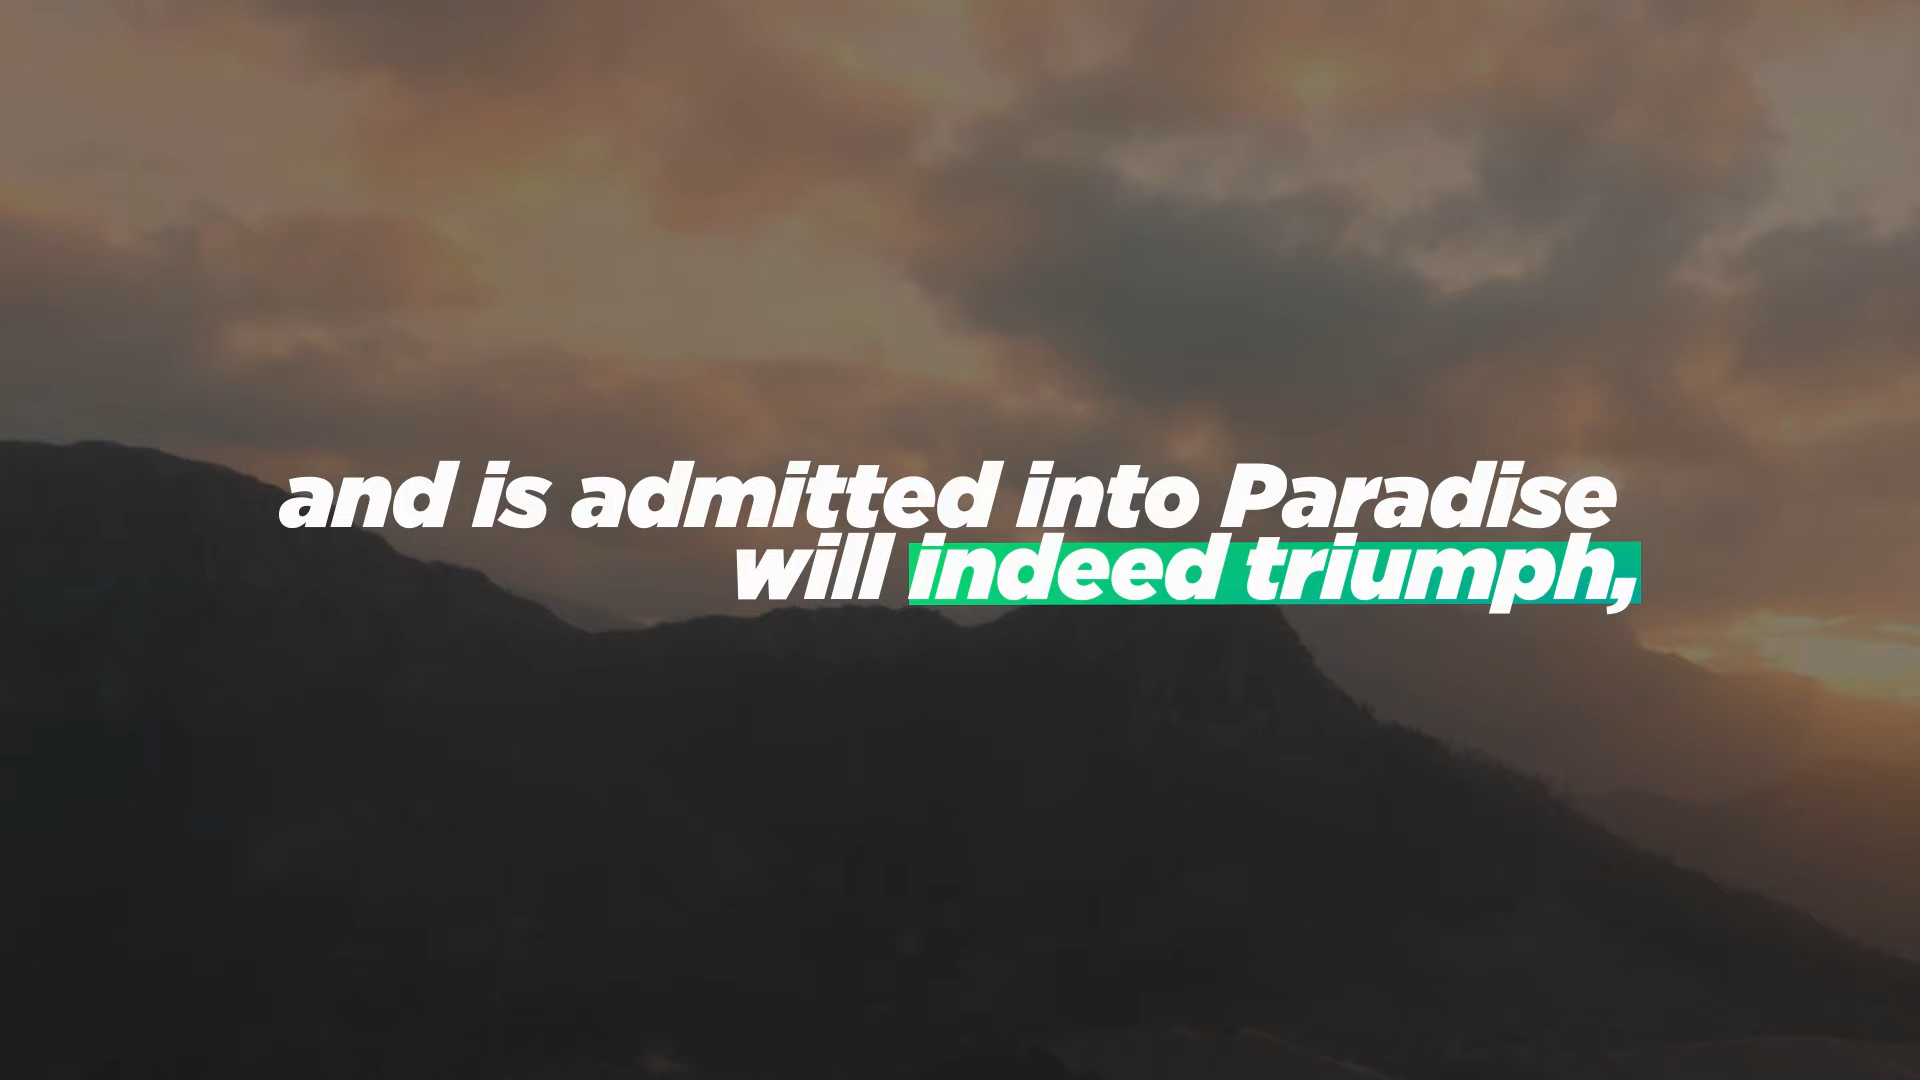 and is admitted into Paradise
will indeed triumph,